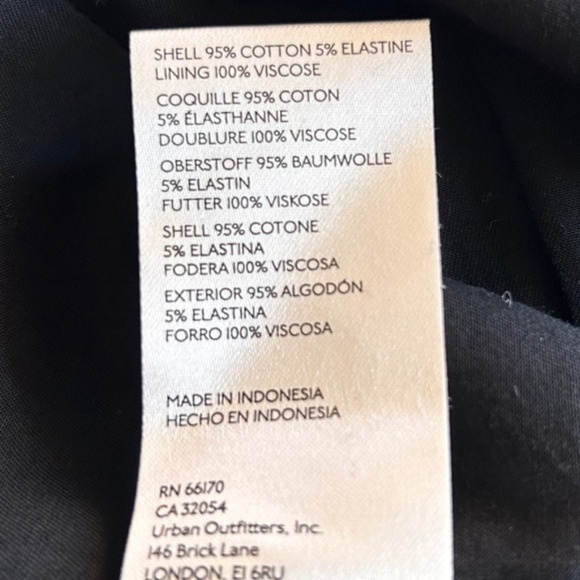 SHELL 95% COTTON 5% ELASTINE
LINING 100% VISCOSE
COQUILLE 95% COTON
5% ÉLASTHANNE
DOUBLURE 100% VISCOSE
OBERSTOFF 95% BAUMWOLLE
5% ELASTIN
FUTTER 100% VISKOSE
SHELL 95% COTONE
5% ELASTINA
FODERA 100% VISCOSA
EXTERIOR 95% ALGODÓN
5% ELASTINA
FORRO 100% VISCOSA
MADE IN INDONESIA
HECHO EN INDONESIA
RN 66170
CA 32054
Urban Outfitters, Inc.
146 Brick Lane
LONDON, E1 6RU